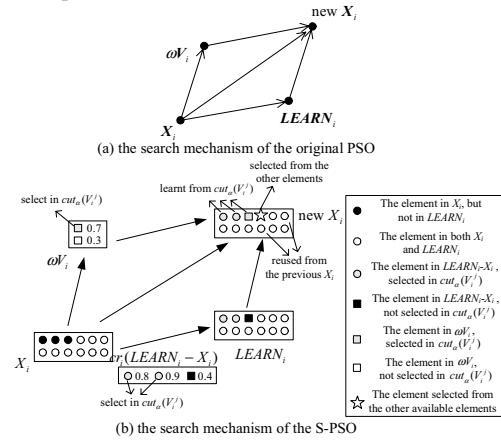 new X_i
ωV_i
LEARN_i
X_i
(a) the search mechanism of the original PSO
selected from the
other elements
learnt from cut_α(V_i^j)
select in cut_α(V_i^j)
new X_i
0.7
0.3
ωV_i
reused from
the previous X_i
X_i
cr_i(LEARN_i − X_i)
LEARN_i
0.8 0.9 0.4
select in cut_α(V_i^j)
The element in X_i, but
not in LEARN_i
The element in both X_i
and LEARN_i
The element in LEARN_i-X_i,
selected in cut_α(V_i^j)
The element in LEARN_i-X_i,
not selected in cut_α(V_i^j)
The element in ωV_i,
selected in cut_α(V_i^j)
The element in ωV_i,
not selected in cut_α(V_i^j)
The element selected from
the other available elements
(b) the search mechanism of the S-PSO